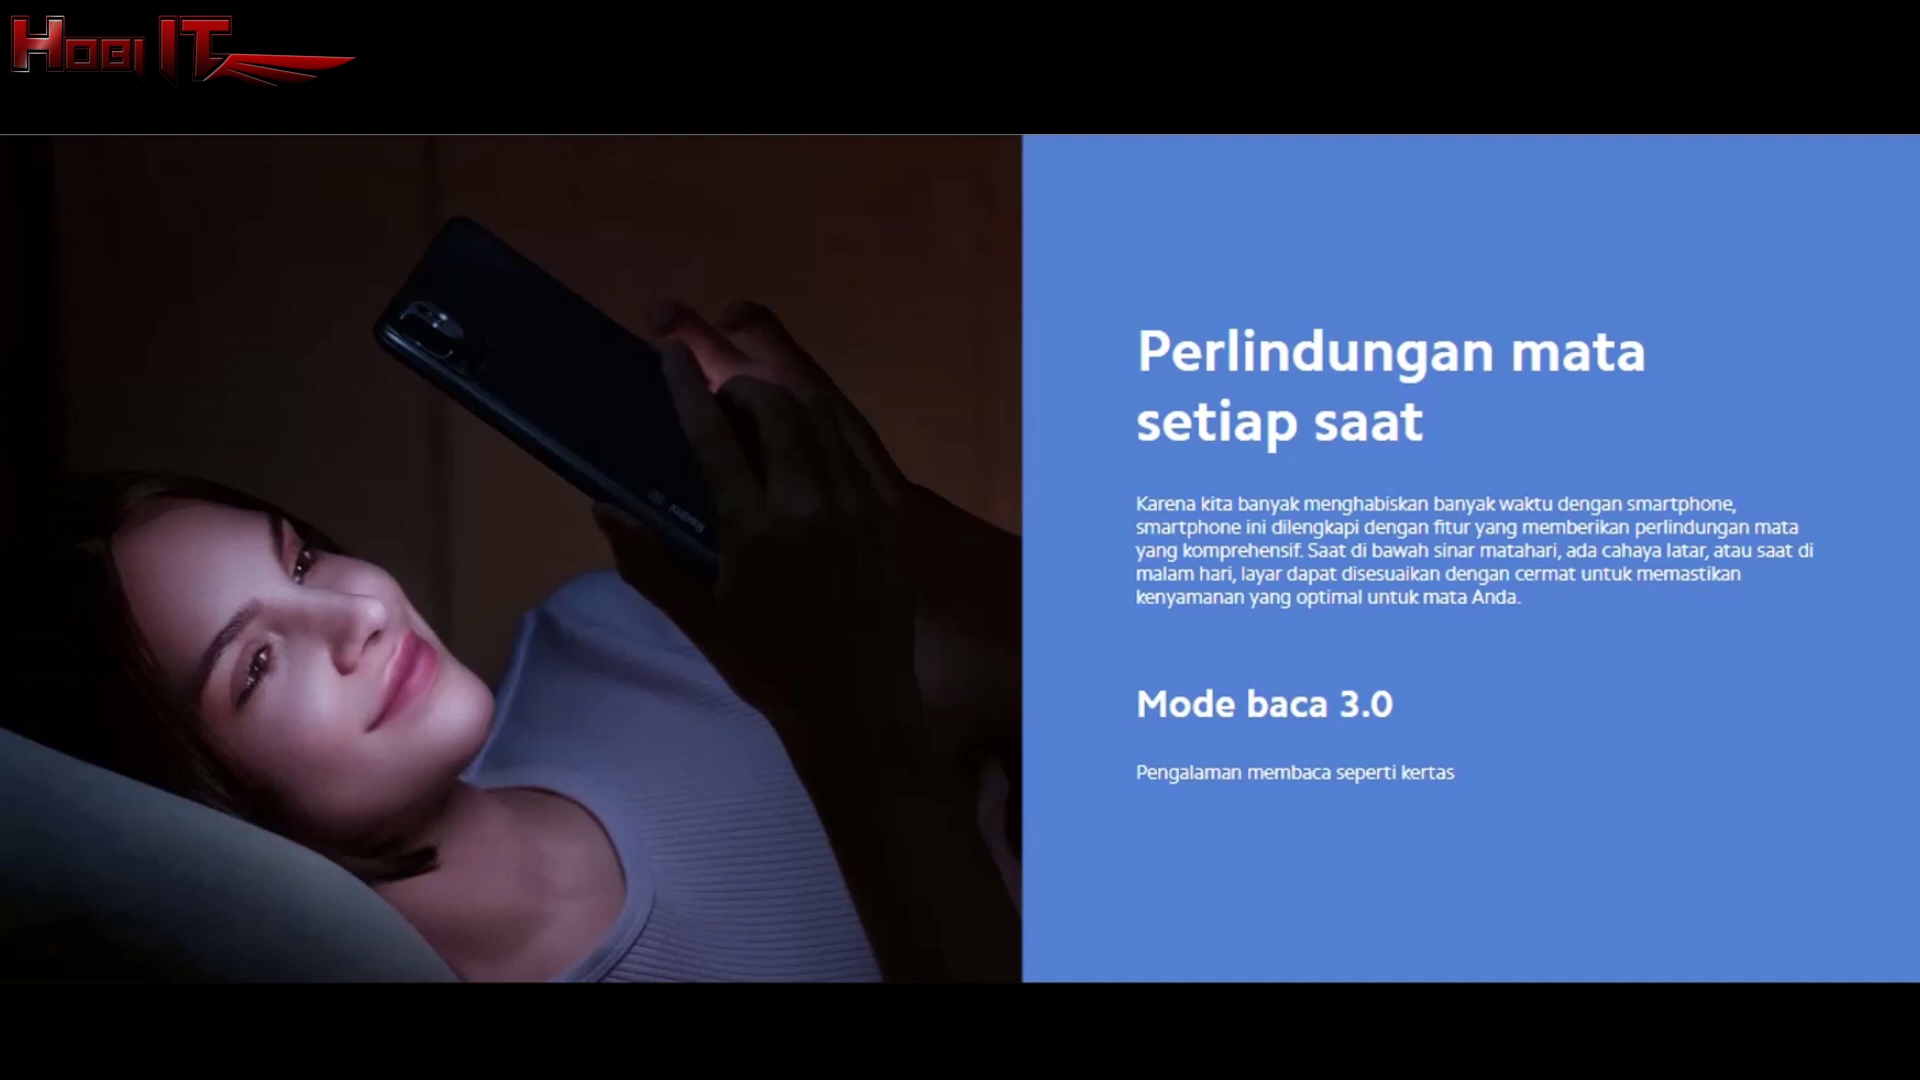 HOBI IT
Perlindungan mata
setiap saat
Karena kita banyak menghabiskan banyak waktu dengan smartphone,
smartphone ini dilengkapi dengan fitur yang memberikan perlindungan mata
yang komprehensif. Saat di bawah sinar matahari, ada cahaya latar, atau saat di
malam hari, layar dapat disesuaikan dengan cermat untuk memastikan
kenyamanan yang optimal untuk mata Anda.
Mode baca 3.0
Pengalaman membaca seperti kertas
Redmi